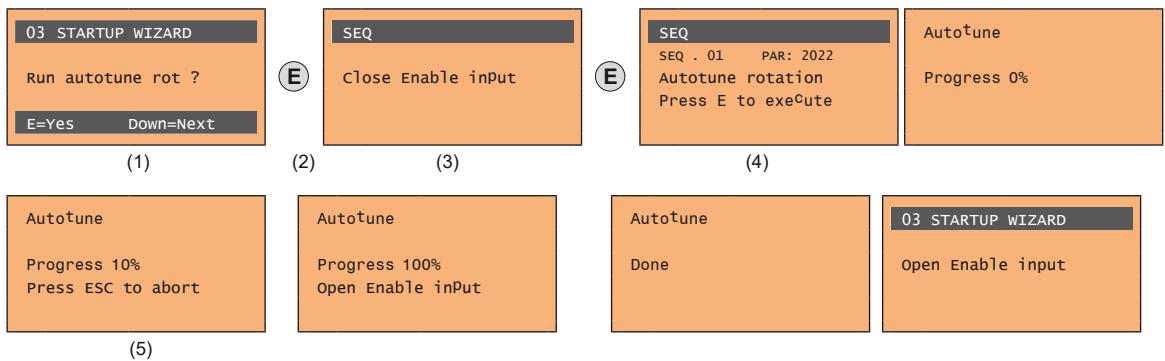 03 STARTUP WIZARD
Run autotune rot ?
E=Yes Down=Next
(1)
E
(2)
SEQ
Close Enable input
(3)
E
SEQ
SEQ . 01 PAR: 2022
Autotune rotation
Press E to execute
(4)
Autotune
Progress 0%
Autotune
Progress 10%
Press ESC to abort
(5)
Autotune
Progress 100%
Open Enable input
Autotune
Done
03 STARTUP WIZARD
Open Enable input